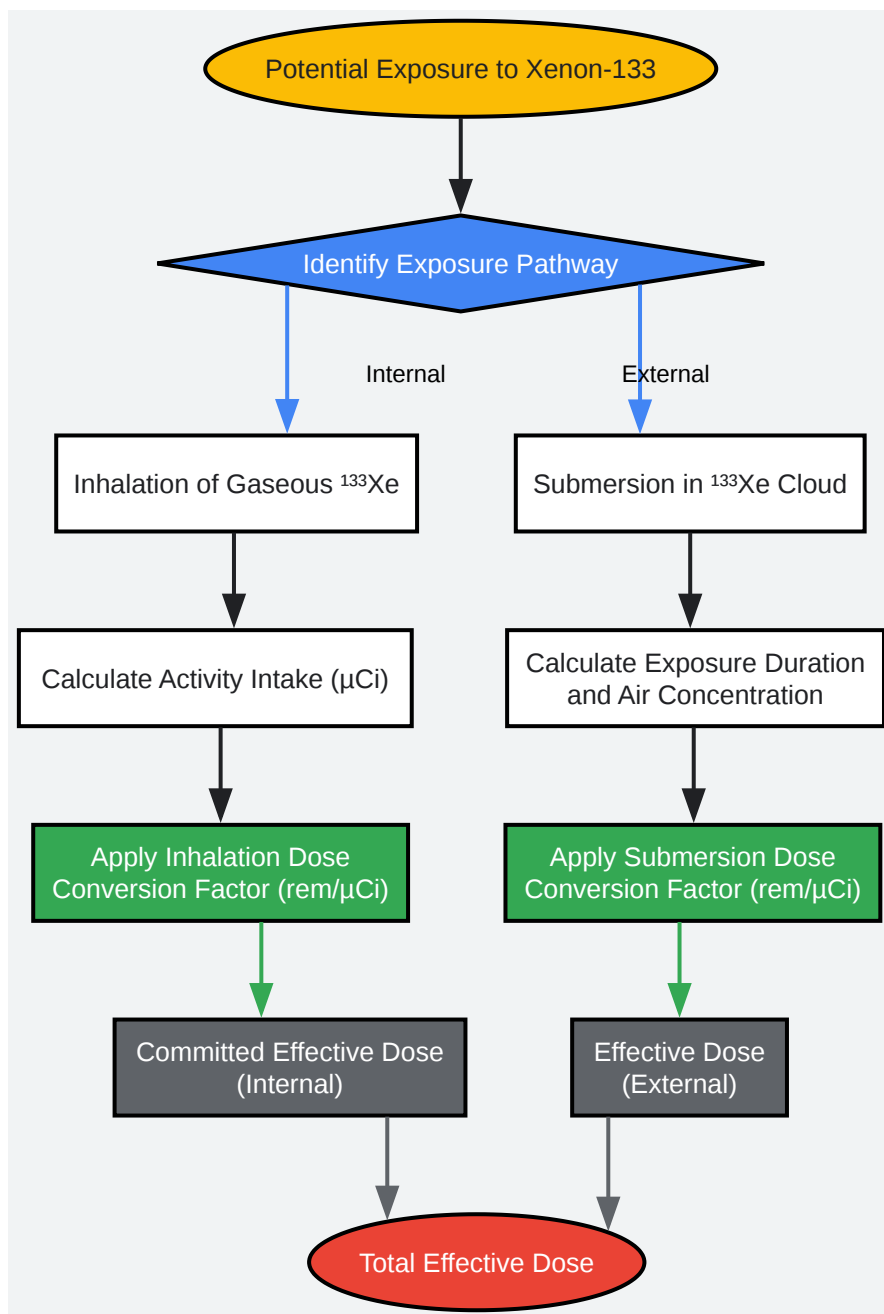 Potential Exposure to Xenon-133
Identify Exposure Pathway
Internal
External
Inhalation of Gaseous ¹³³Xe
Submersion in ¹³³Xe Cloud
Calculate Activity Intake (µCi)
Calculate Exposure Duration
and Air Concentration
Apply Inhalation Dose
Conversion Factor (rem/µCi)
Apply Submersion Dose
Conversion Factor (rem/µCi)
Committed Effective Dose
(Internal)
Effective Dose
(External)
Total Effective Dose